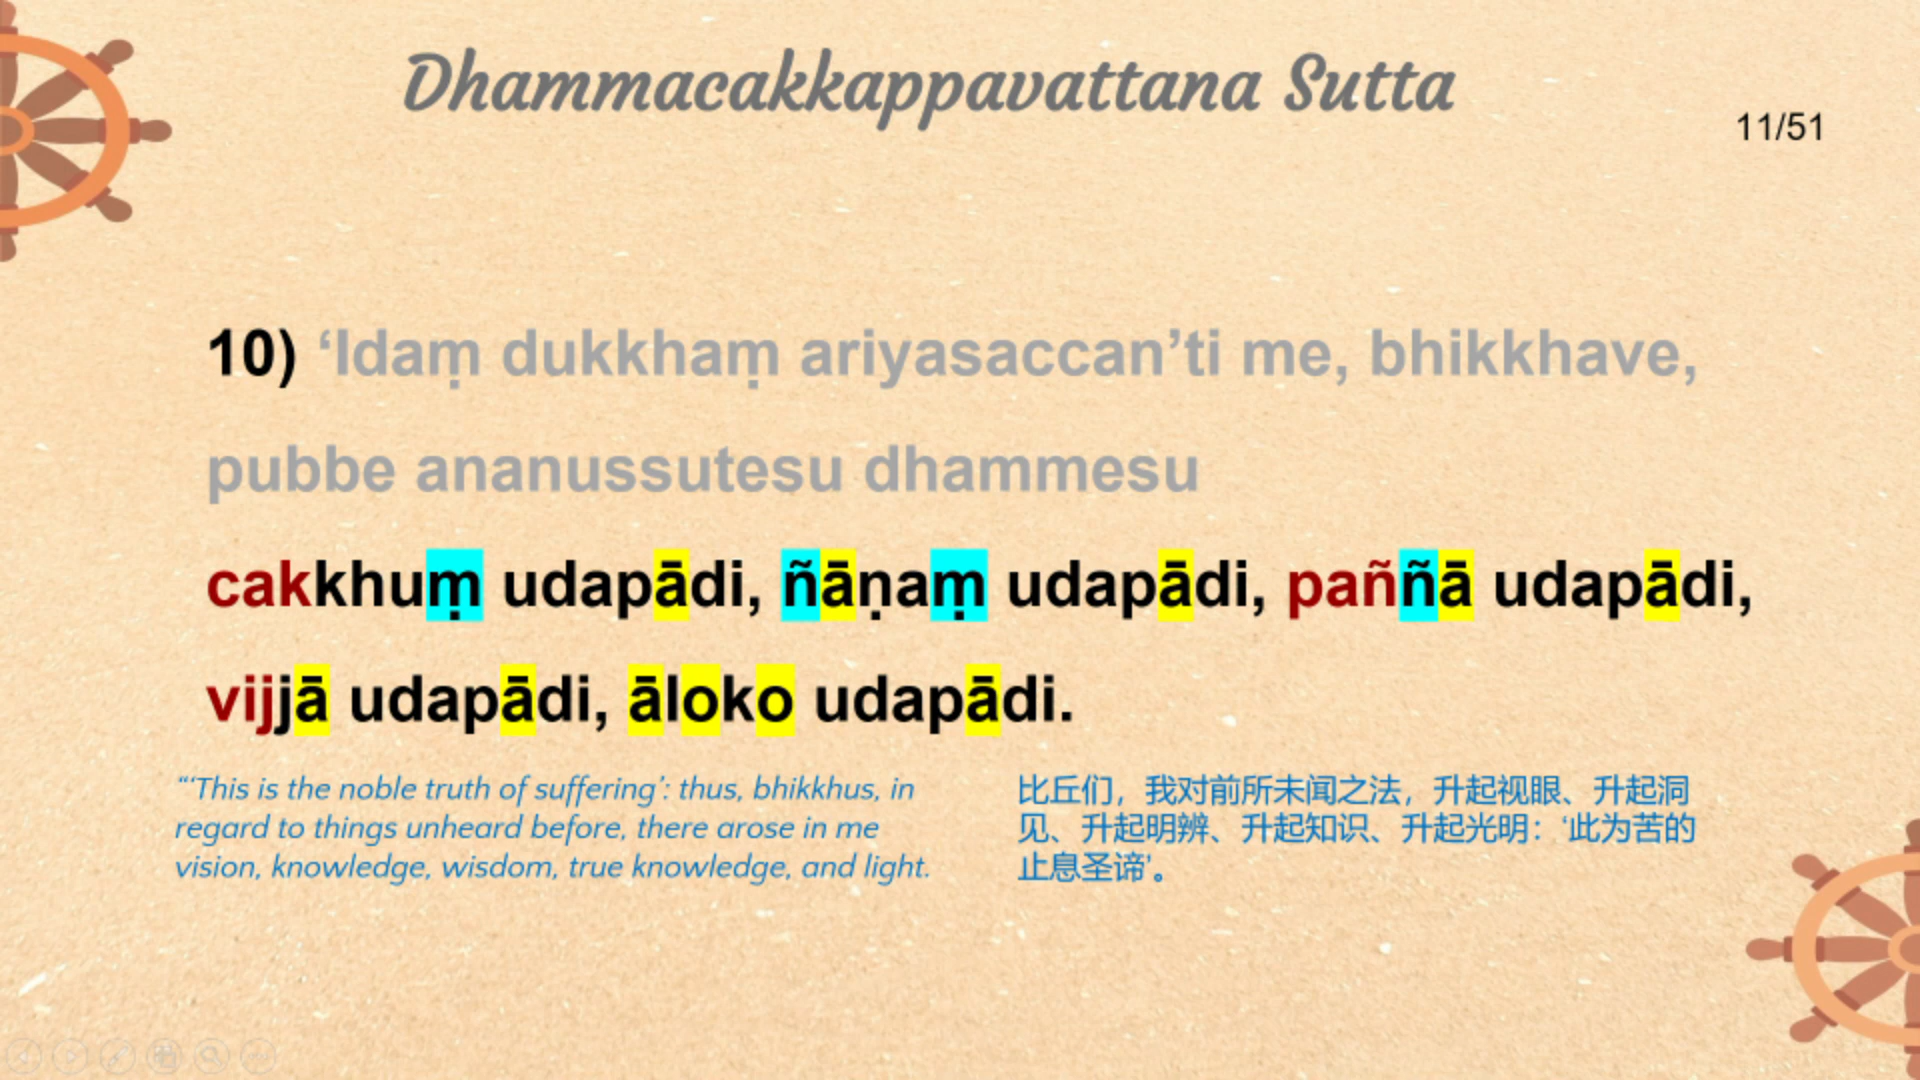 Dhammacakkappavattana Sutta
11/51
10) ‘Idaṃ dukkhaṃ ariyasaccan’ti me, bhikkhave,
pubbe ananussutesu dhammesu
cakkhuṃ udapādi, ñāṇaṃ udapādi, paññā udapādi,
vijjā udapādi, āloko udapādi.
“‘This is the noble truth of suffering’: thus, bhikkhus, in
regard to things unheard before, there arose in me
vision, knowledge, wisdom, true knowledge, and light.
比丘们，我对前所未闻之法，升起视眼、升起洞
见、升起明辨、升起知识、升起光明：‘此为苦的
止息圣谛’。